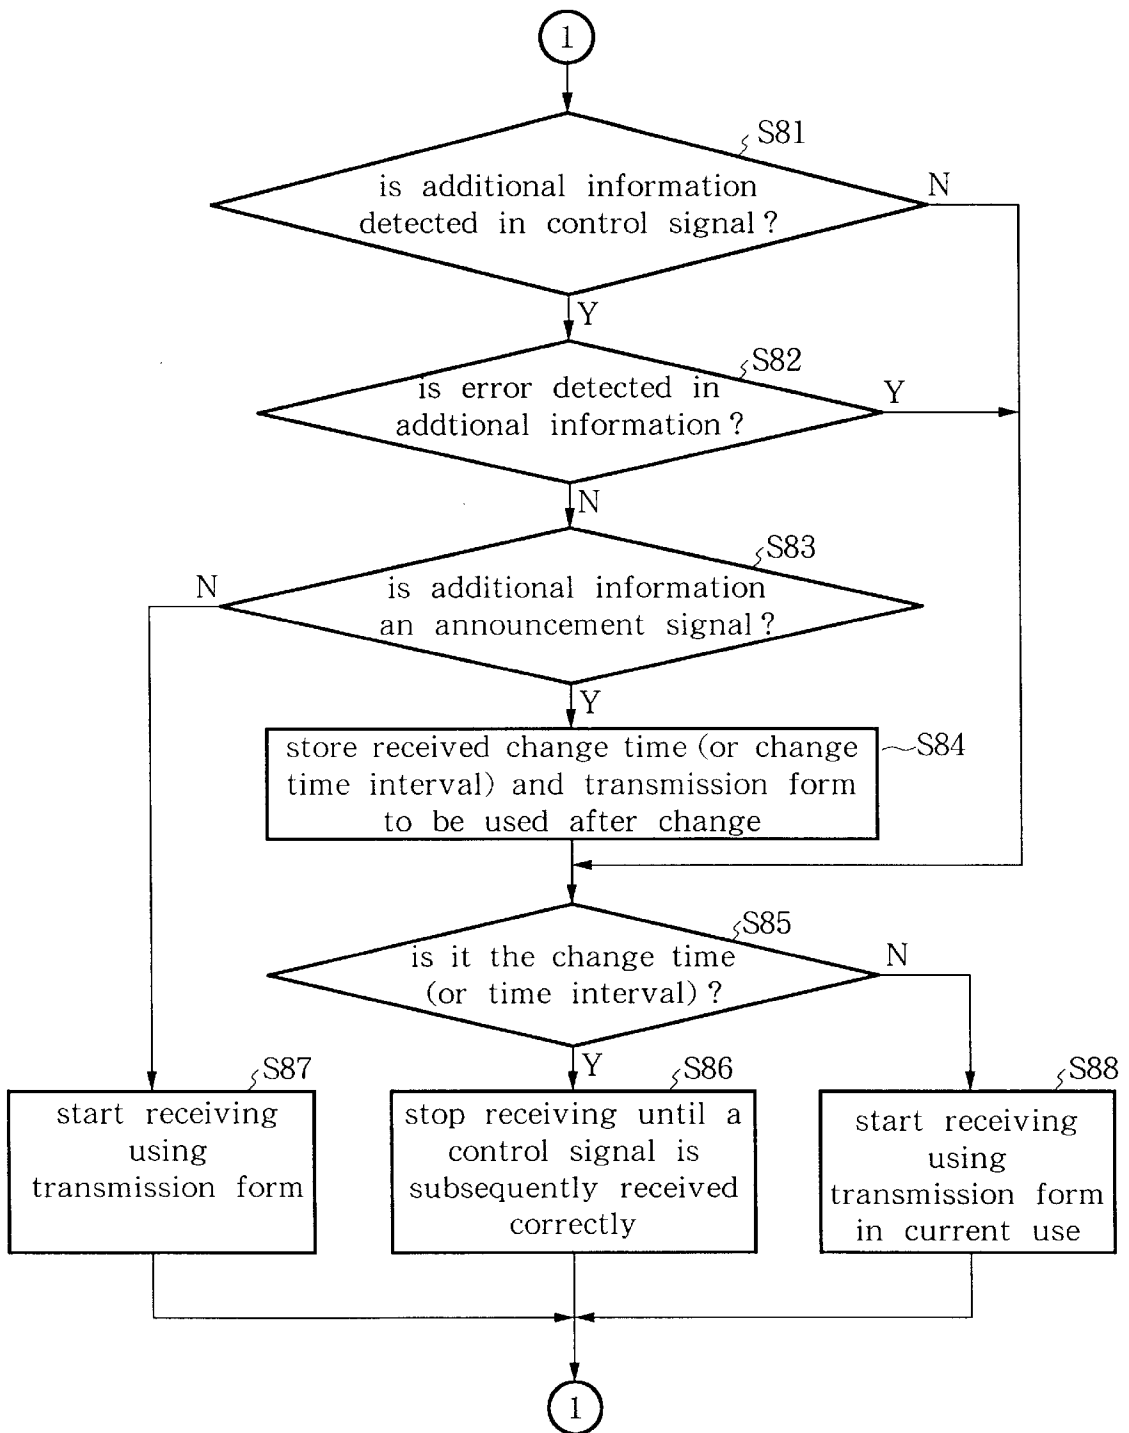 1
S81
is additional information
detected in control signal?
N
Y
S82
is error detected in
addtional information?
Y
N
S83
N
is additional information
an announcement signal?
Y
store received change time (or change
time interval) and transmission form
to be used after change
S84
S85
is it the change time
(or time interval)?
N
Y
S87
start receiving
using
transmission form
S86
stop receiving until a
control signal is
subsequently received
correctly
S88
start receiving
using
transmission form
in current use
1